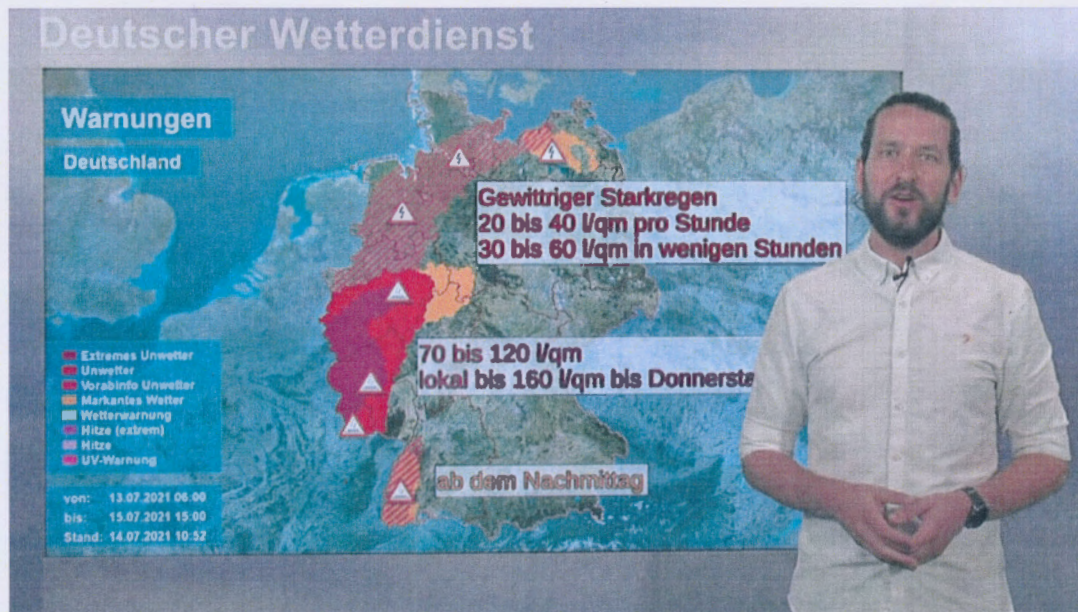 Deutscher Wetterdienst
Warnungen
Deutschland
Gewittriger Starkregen
20 bis 40 l/qm pro Stunde
30 bis 60 l/qm in wenigen Stunden
70 bis 120 l/qm
lokal bis 160 l/qm bis Donnersta
ab dem Nachmittag
Extremes Unwetter
Unwetter
Vorabinfo Unwetter
Markantes Wetter
Wetterwarnung
Hitze (extrem)
Hitze
UV-Warnung
von: 13.07.2021 06:00
bis: 15.07.2021 15:00
Stand: 14.07.2021 10:52